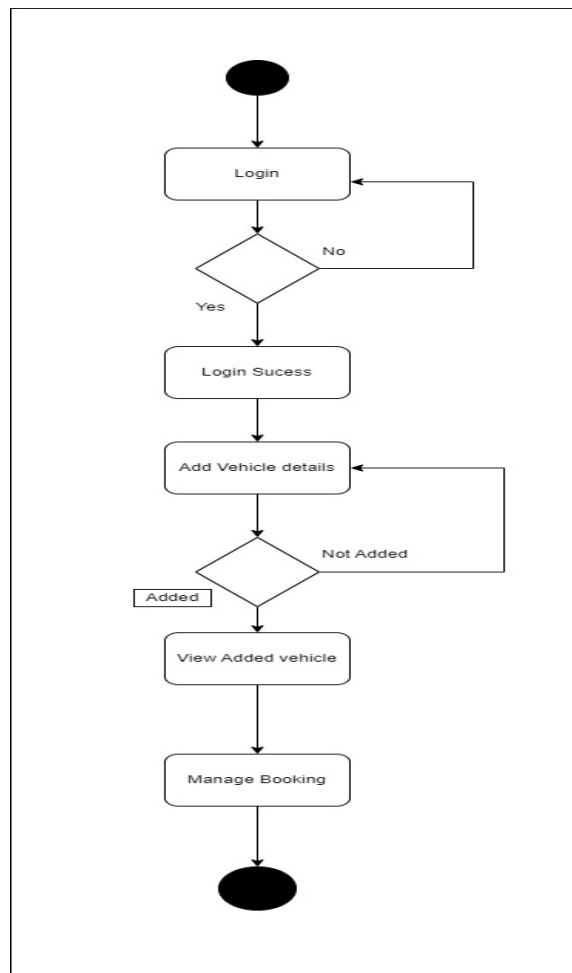 Login
No
Yes
Login Sucess
Add Vehicle details
Not Added
Added
View Added vehicle
Manage Booking